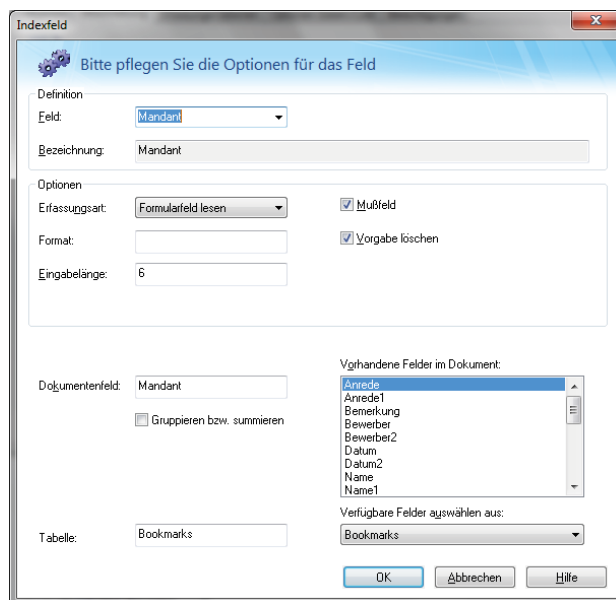 Indexfeld
Bitte pflegen Sie die Optionen für das Feld
Definition
Feld: Mandant
Bezeichnung: Mandant
Optionen
Erfassungsart: Formularfeld lesen Mußfeld
Format: Vorgabe löschen
Eingabelänge: 6
Vorhandene Felder im Dokument:
Dokumentenfeld: Mandant
Gruppieren bzw. summieren
Anrede
Anrede1
Bemerkung
Bewerber
Bewerber2
Datum
Datum2
Name
Name1
Verfügbare Felder auswählen aus:
Tabelle: Bookmarks Bookmarks
OK Abbrechen Hilfe